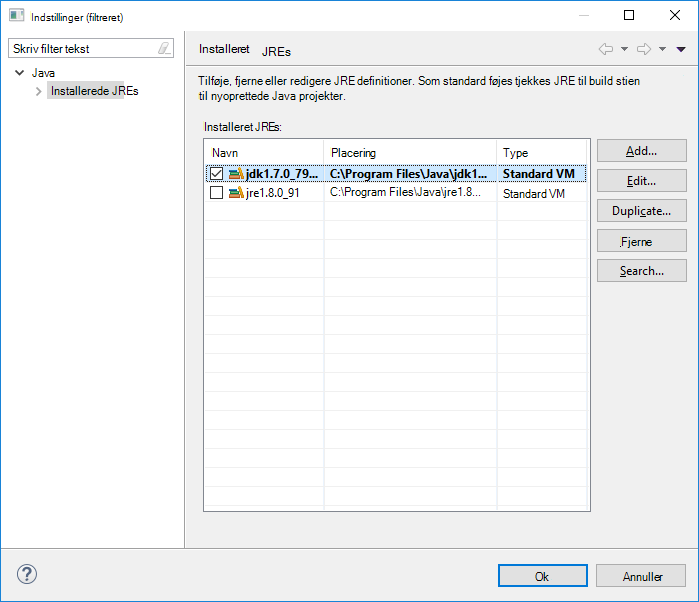 Indstillinger (filtreret)
Skriv filter tekst
Java
Installerede JREs
Installeret JREs
Tilføje, fjerne eller redigere JRE definitioner. Som standard føjes tjekkes JRE til build stien
til nyoprettede Java projekter.
Installeret JREs:
Navn Placering Type
jdk1.7.0_79... C:\Program Files\Java\jdk1... Standard VM
jre1.8.0_91 C:\Program Files\Java\jre1.8... Standard VM
Add...
Edit...
Duplicate...
Fjerne
Search...
Ok
Annuller